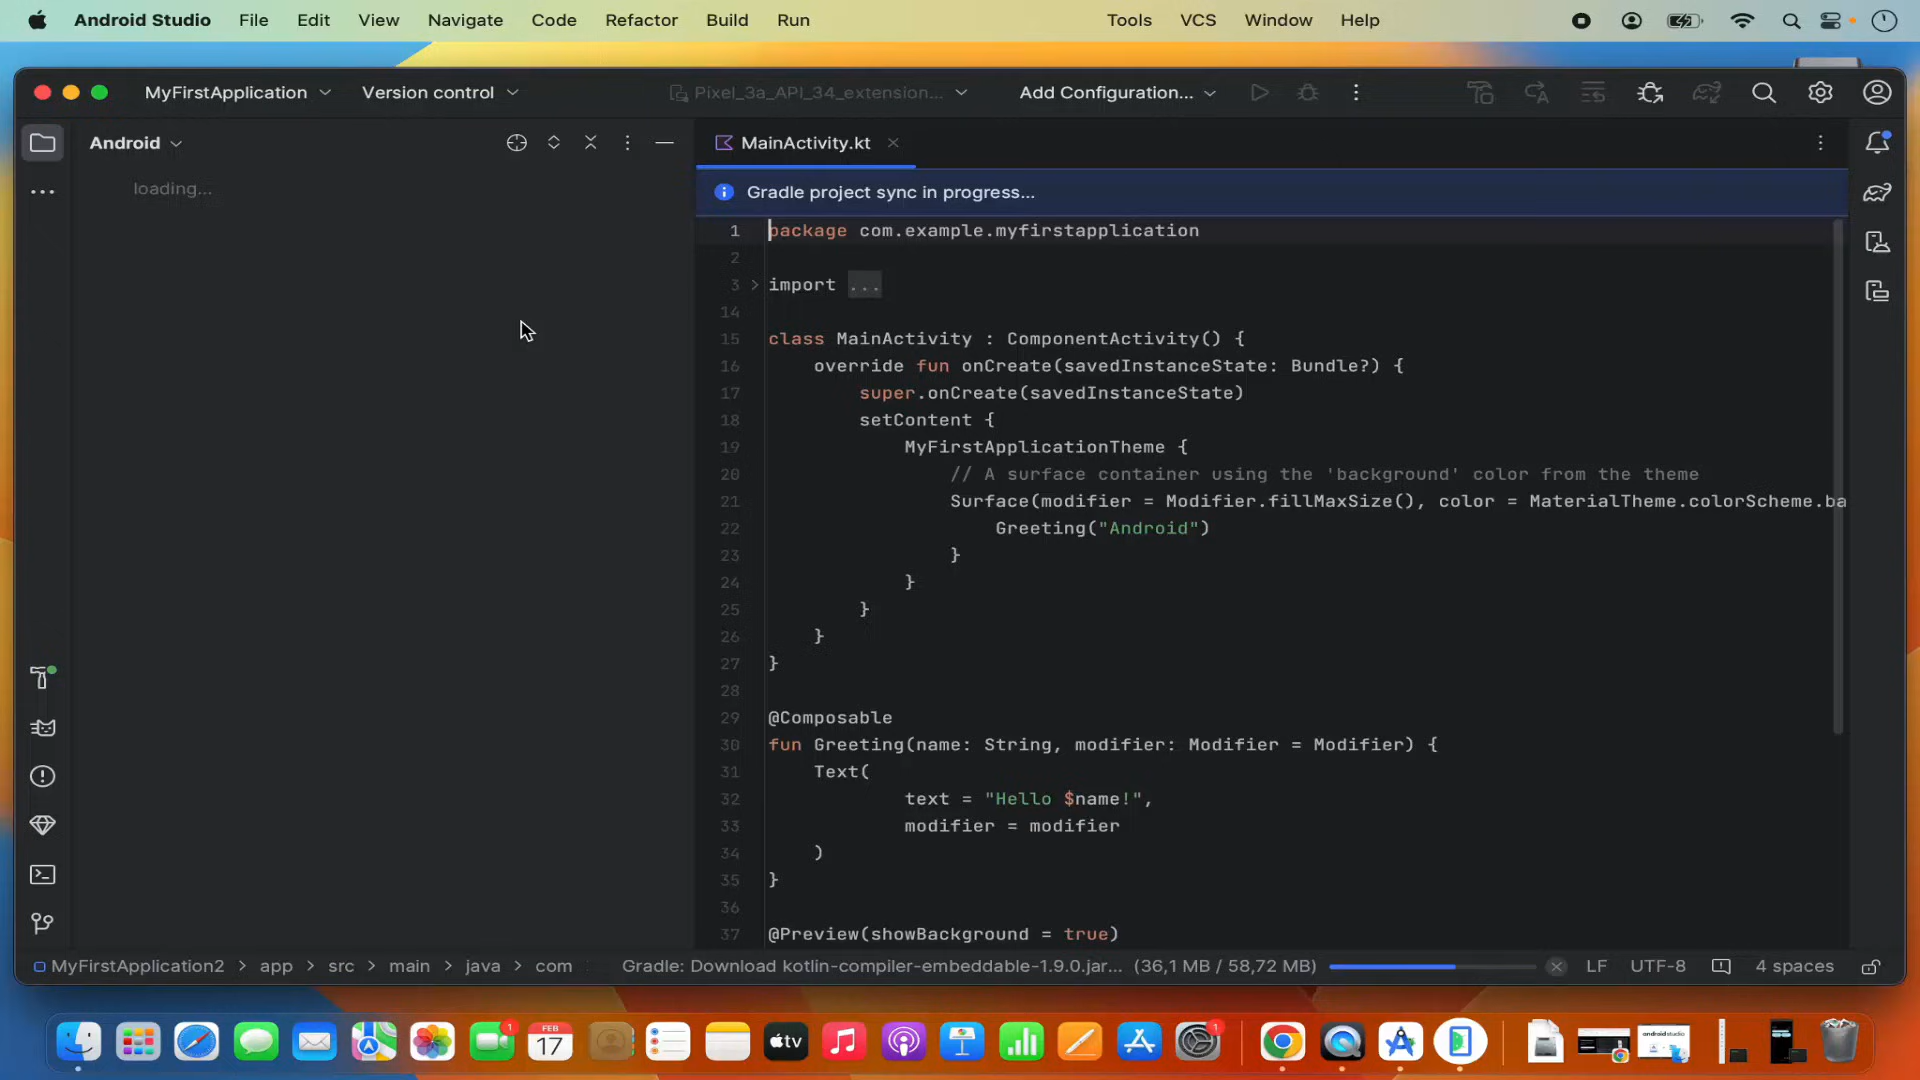 Android Studio File Edit View Navigate Code Refactor Build Run Tools VCS Window Help
MyFirstApplication Version control Pixel_3a_API_34_extension... Add Configuration...
Android
loading...
MainActivity.kt
Gradle project sync in progress...
1 package com.example.myfirstapplication
2
3 import ...
14
15 class MainActivity : ComponentActivity() {
16 override fun onCreate(savedInstanceState: Bundle?) {
17 super.onCreate(savedInstanceState)
18 setContent {
19 MyFirstApplicationTheme {
20 // A surface container using the 'background' color from the theme
21 Surface(modifier = Modifier.fillMaxSize(), color = MaterialTheme.colorScheme.ba
22 Greeting("Android")
23 }
24 }
25 }
26 }
27 }
28
29 @Composable
30 fun Greeting(name: String, modifier: Modifier = Modifier) {
31 Text(
32 text = "Hello $name!",
33 modifier = modifier
34 )
35 }
36
37 @Preview(showBackground = true)
MyFirstApplication2 > app > src > main > java > com Gradle: Download kotlin-compiler-embeddable-1.9.0.jar... (36,1 MB / 58,72 MB) LF UTF-8 4 spaces
1 FEB 17 tv 1
androidstudio